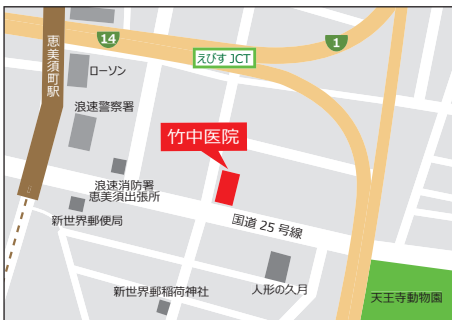 14
1
えびす JCT
恵美須町駅
ローソン
浪速警察署
竹中医院
浪速消防署
恵美須出張所
新世界郵便局
国道 25 号線
人形の久月
新世界郵稲荷神社
天王寺動物園